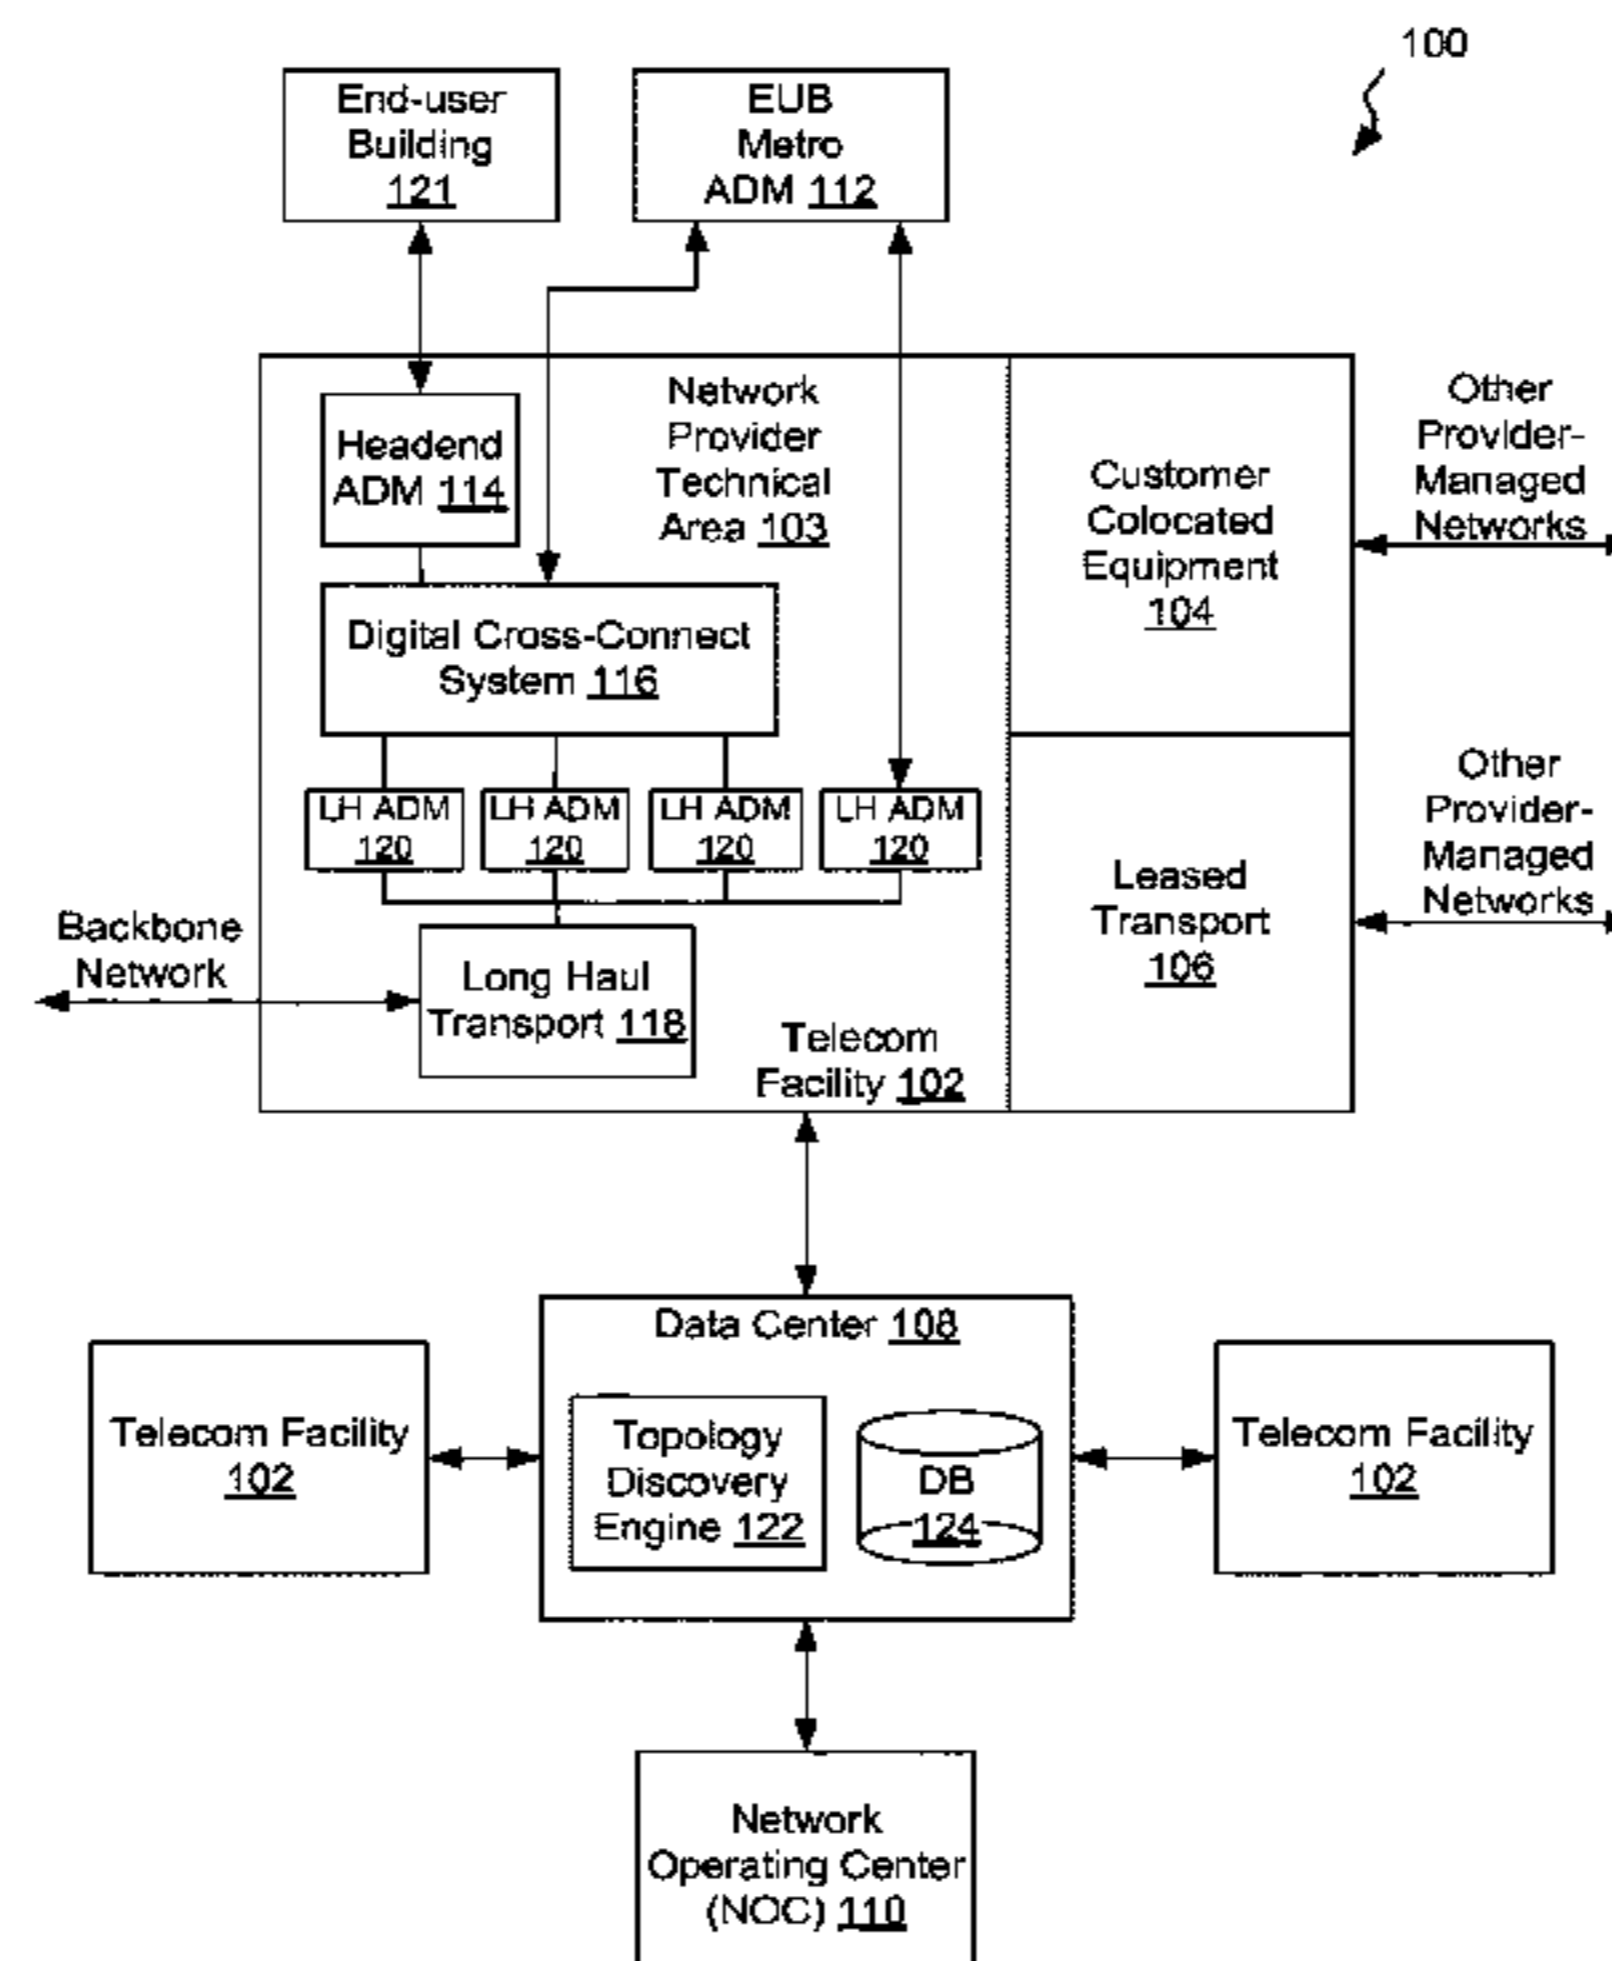 100
End-user
Building
121
EUB
Metro
ADM 112
Network
Provider
Technical
Area 103
Headend
ADM 114
Customer
Colocated
Equipment
104
Other
Provider-
Managed
Networks
Digital Cross-Connect
System 116
LH ADM
120
LH ADM
120
LH ADM
120
LH ADM
120
Leased
Transport
106
Other
Provider-
Managed
Networks
Backbone
Network
Long Haul
Transport 118
Telecom
Facility 102
Data Center 108
Telecom Facility
102
Topology
Discovery
Engine 122
DB
124
Telecom Facility
102
Network
Operating Center
(NOC) 110